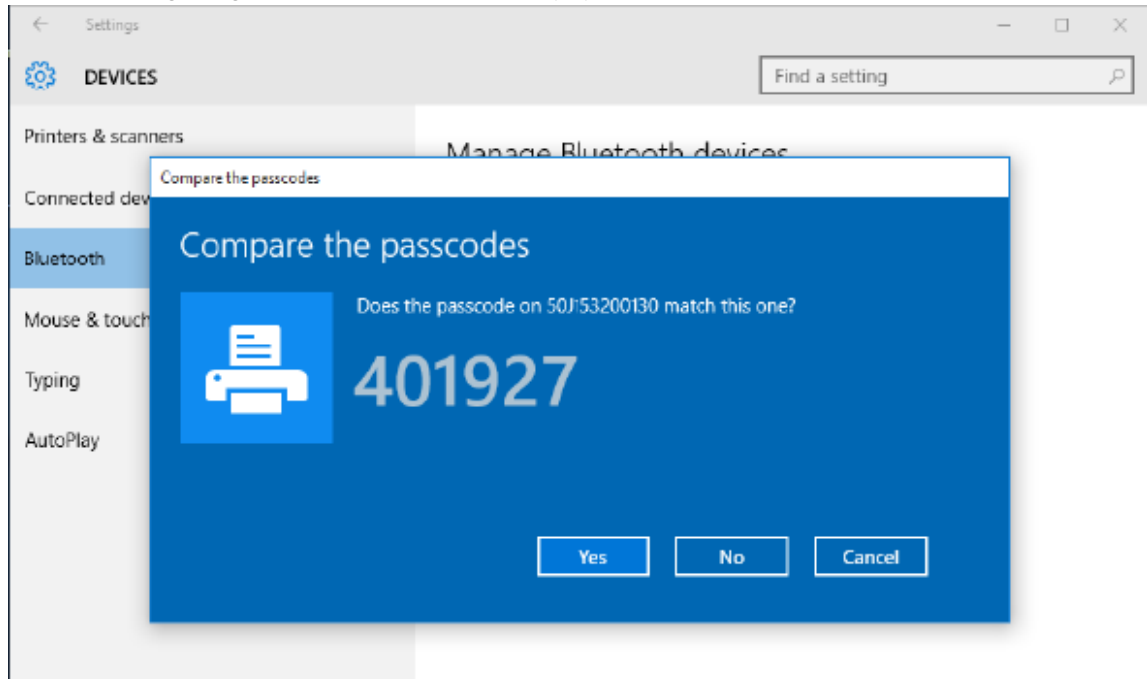 Settings
DEVICES
Find a setting
Printers & scanners
Manage Bluetooth devices
Compare the passcodes
Connected dev
Bluetooth
Compare the passcodes
Mouse & touch
Does the passcode on 50J153200130 match this one?
401927
Typing
AutoPlay
Yes
No
Cancel